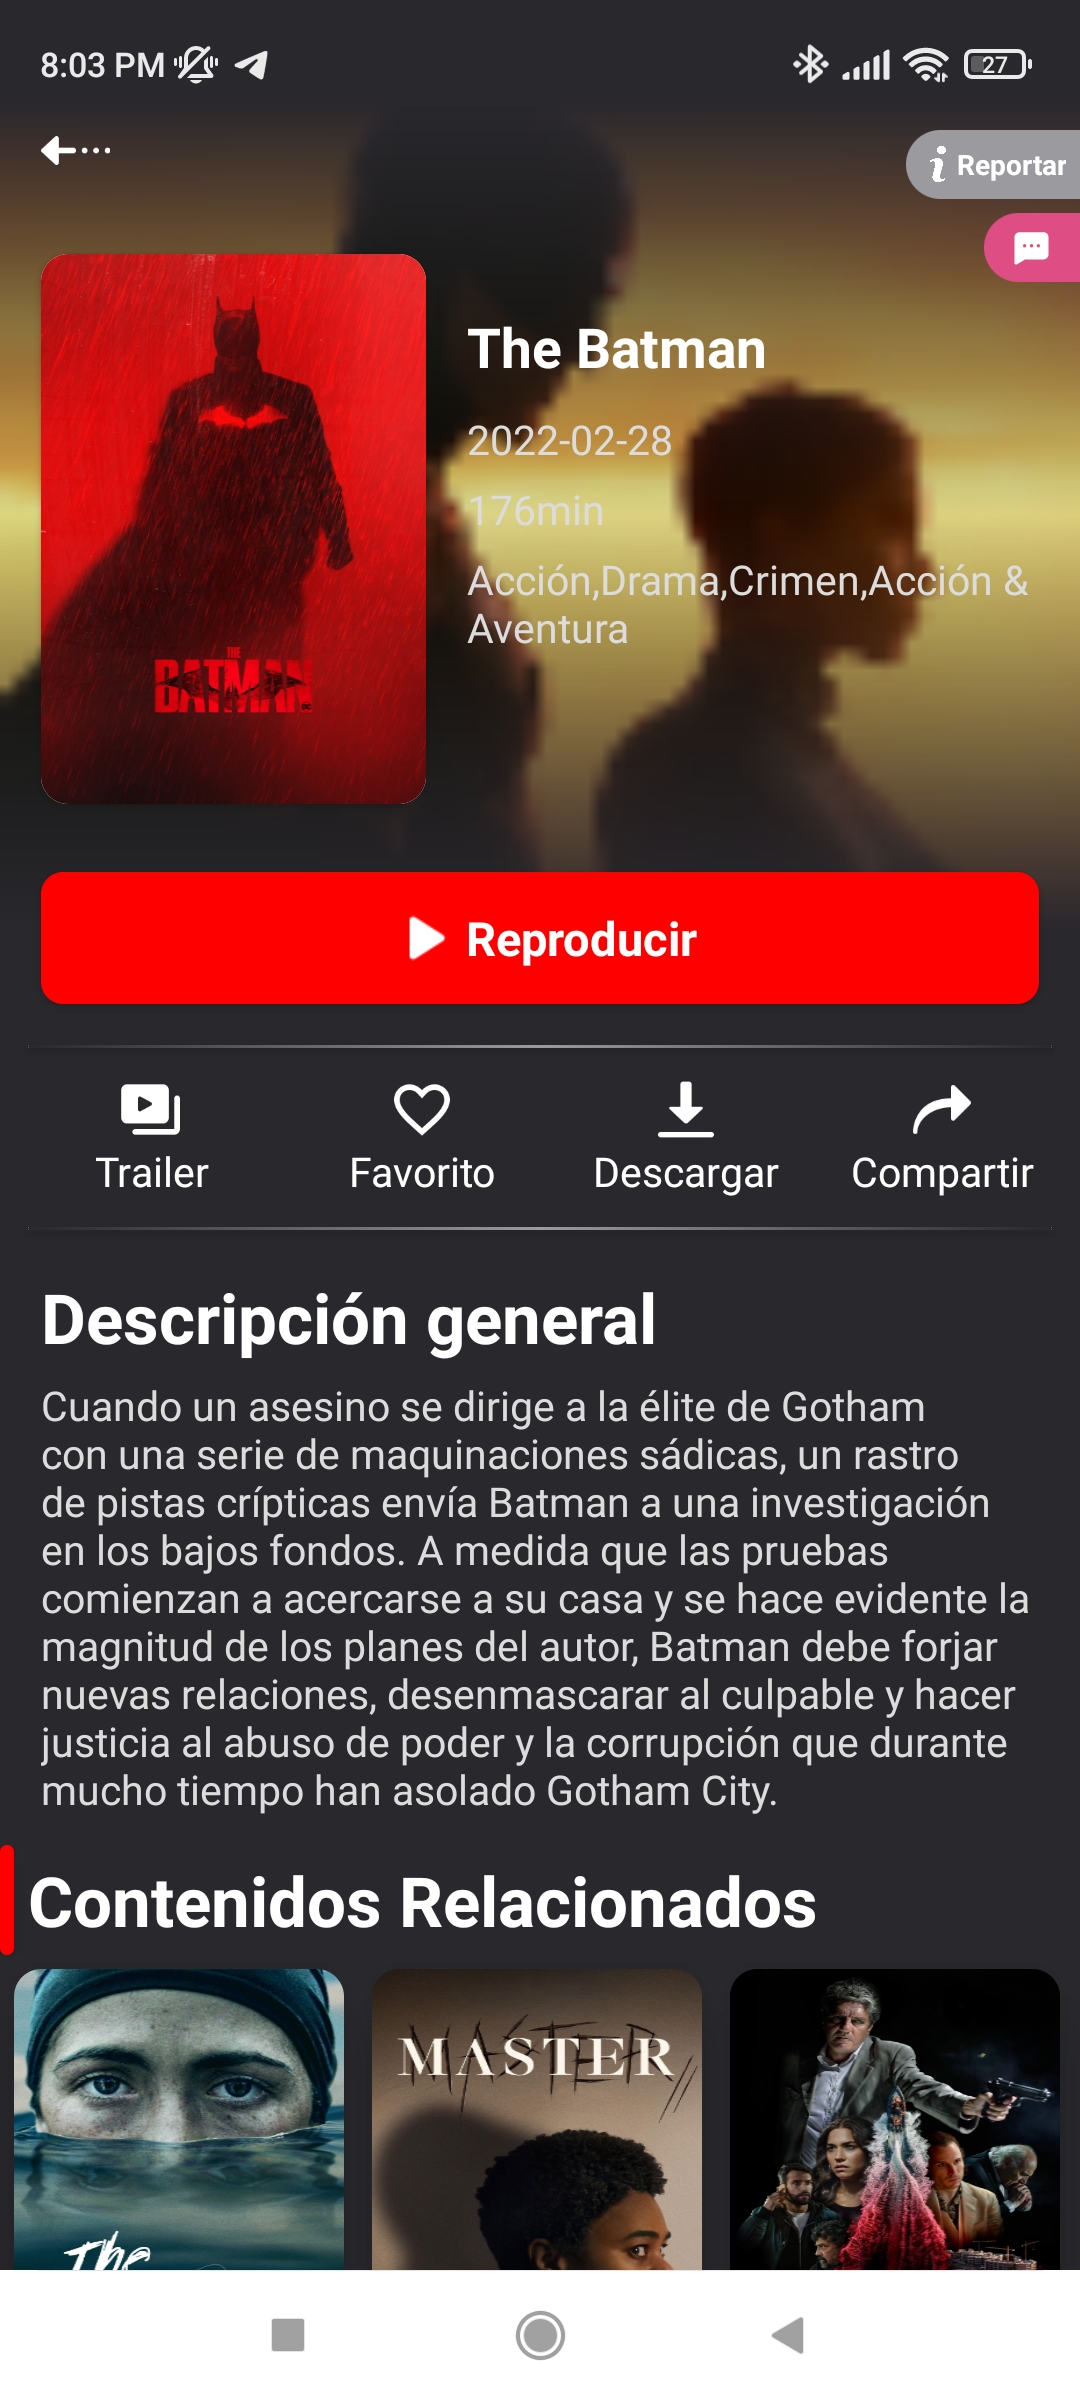 8:03 PM
27
Reportar
The Batman
2022-02-28
176min
Acción,Drama,Crimen,Acción &
Aventura
THE
BATMAN
Reproducir
Trailer
Favorito
Descargar
Compartir
Descripción general
Cuando un asesino se dirige a la élite de Gotham
con una serie de maquinaciones sádicas, un rastro
de pistas crípticas envía Batman a una investigación
en los bajos fondos. A medida que las pruebas
comienzan a acercarse a su casa y se hace evidente la
magnitud de los planes del autor, Batman debe forjar
nuevas relaciones, desenmascarar al culpable y hacer
justicia al abuso de poder y la corrupción que durante
mucho tiempo han asolado Gotham City.
Contenidos Relacionados
The
MASTER